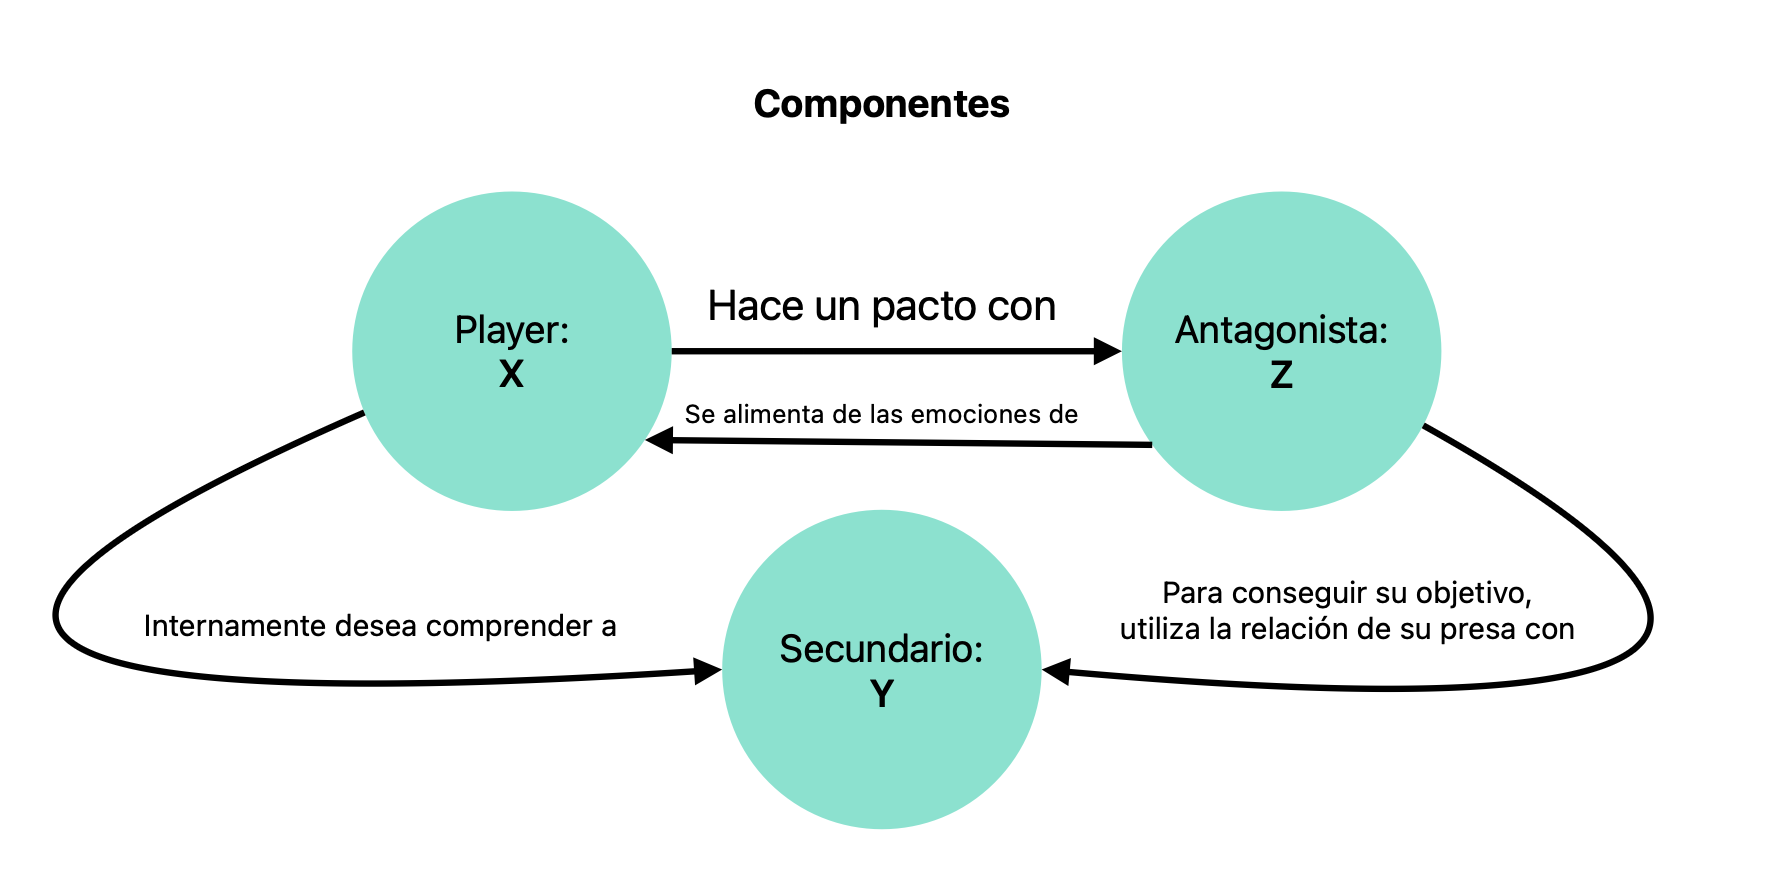 Componentes
Player:
X
Hace un pacto con
Antagonista:
Z
Se alimenta de las emociones de
Internamente desea comprender a
Secundario:
Y
Para conseguir su objetivo,
utiliza la relación de su presa con